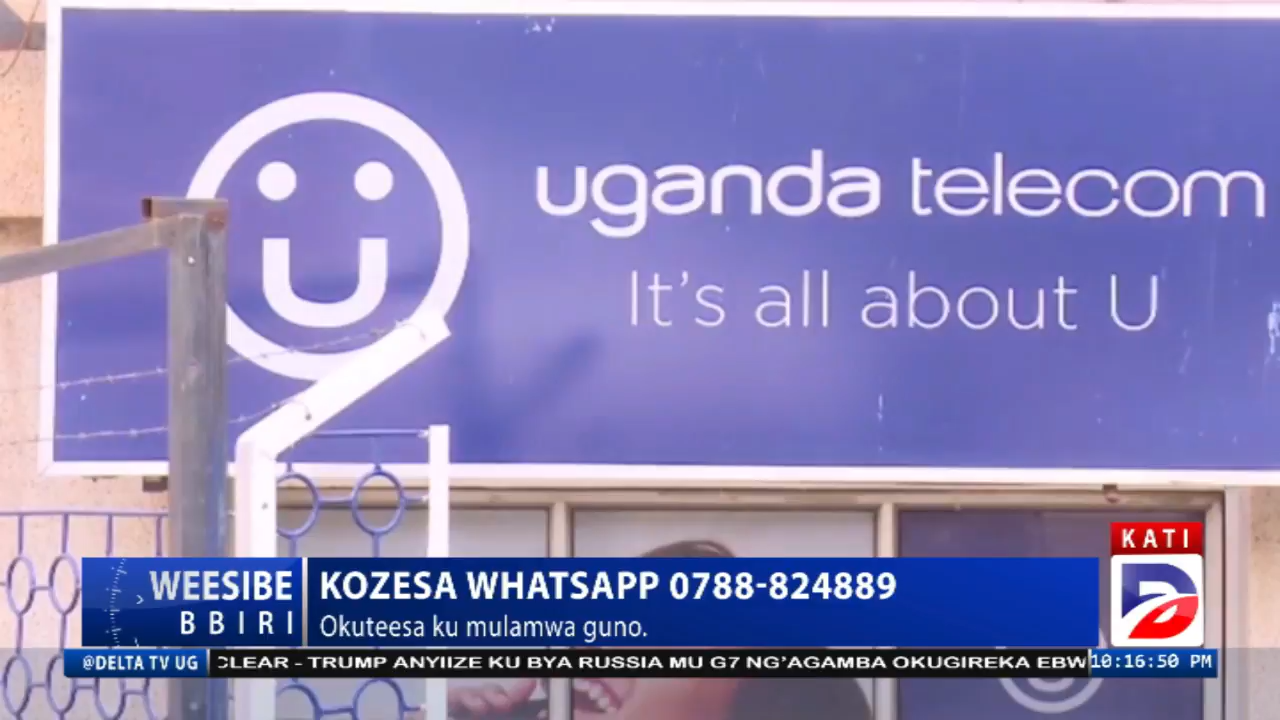 uganda telecom
It's all about U
KATI
WEESIBE
BBIRI
KOZESA WHATSAPP 0788-824889
Okuteesa ku mulamwa guno.
@DELTA TV UG
CLEAR - TRUMP ANYIIZE KU BYA RUSSIA MU G7 NG'AGAMBA OKUGIREKA EBW
10:16:50 PM